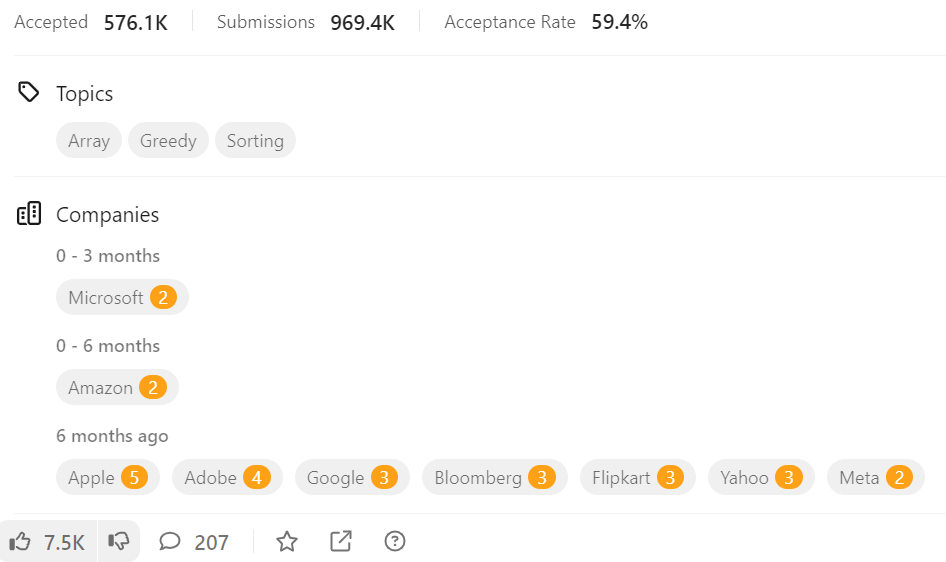 Accepted 576.1K Submissions 969.4K Acceptance Rate 59.4%
Topics
Array Greedy Sorting
Companies
0 - 3 months
Microsoft 2
0 - 6 months
Amazon 2
6 months ago
Apple 5 Adobe 4 Google 3 Bloomberg 3 Flipkart 3 Yahoo 3 Meta 2
7.5K 207